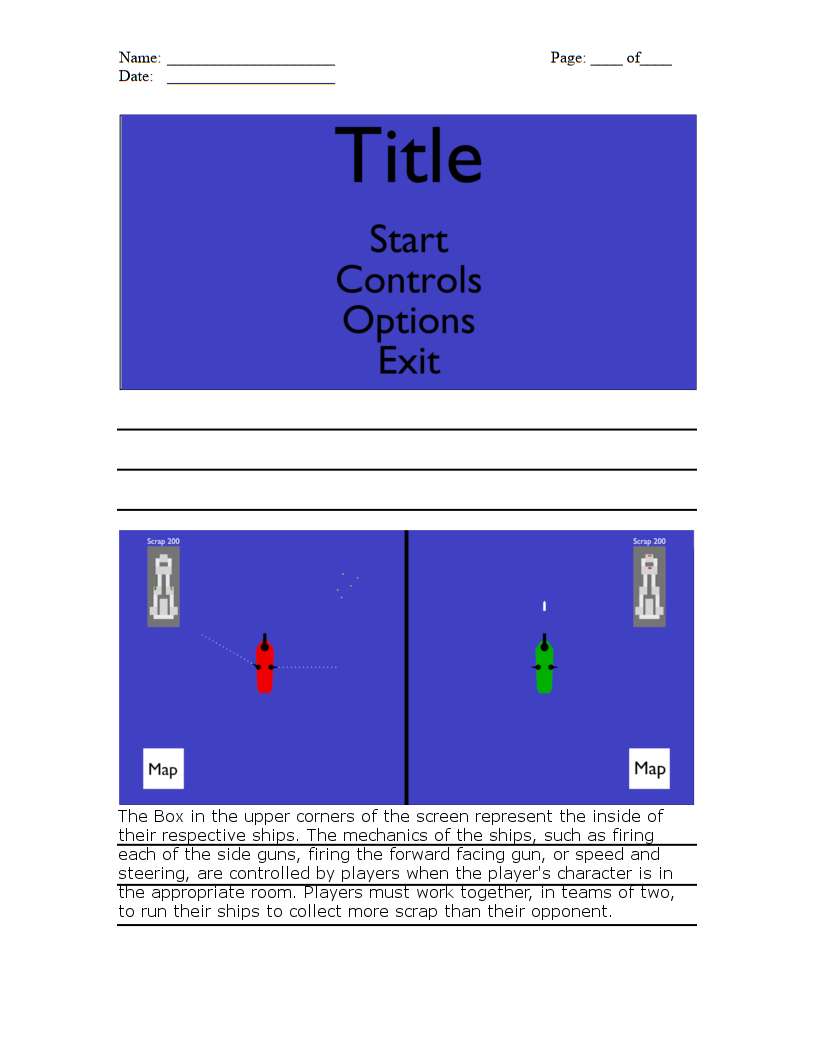 Name: _____________________ Page: ____ of____
Date: _____________________
Title
Start
Controls
Options
Exit
Scrap 200 Scrap 200
Map Map
The Box in the upper corners of the screen represent the inside of
their respective ships. The mechanics of the ships, such as firing
each of the side guns, firing the forward facing gun, or speed and
steering, are controlled by players when the player's character is in
the appropriate room. Players must work together, in teams of two,
to run their ships to collect more scrap than their opponent.